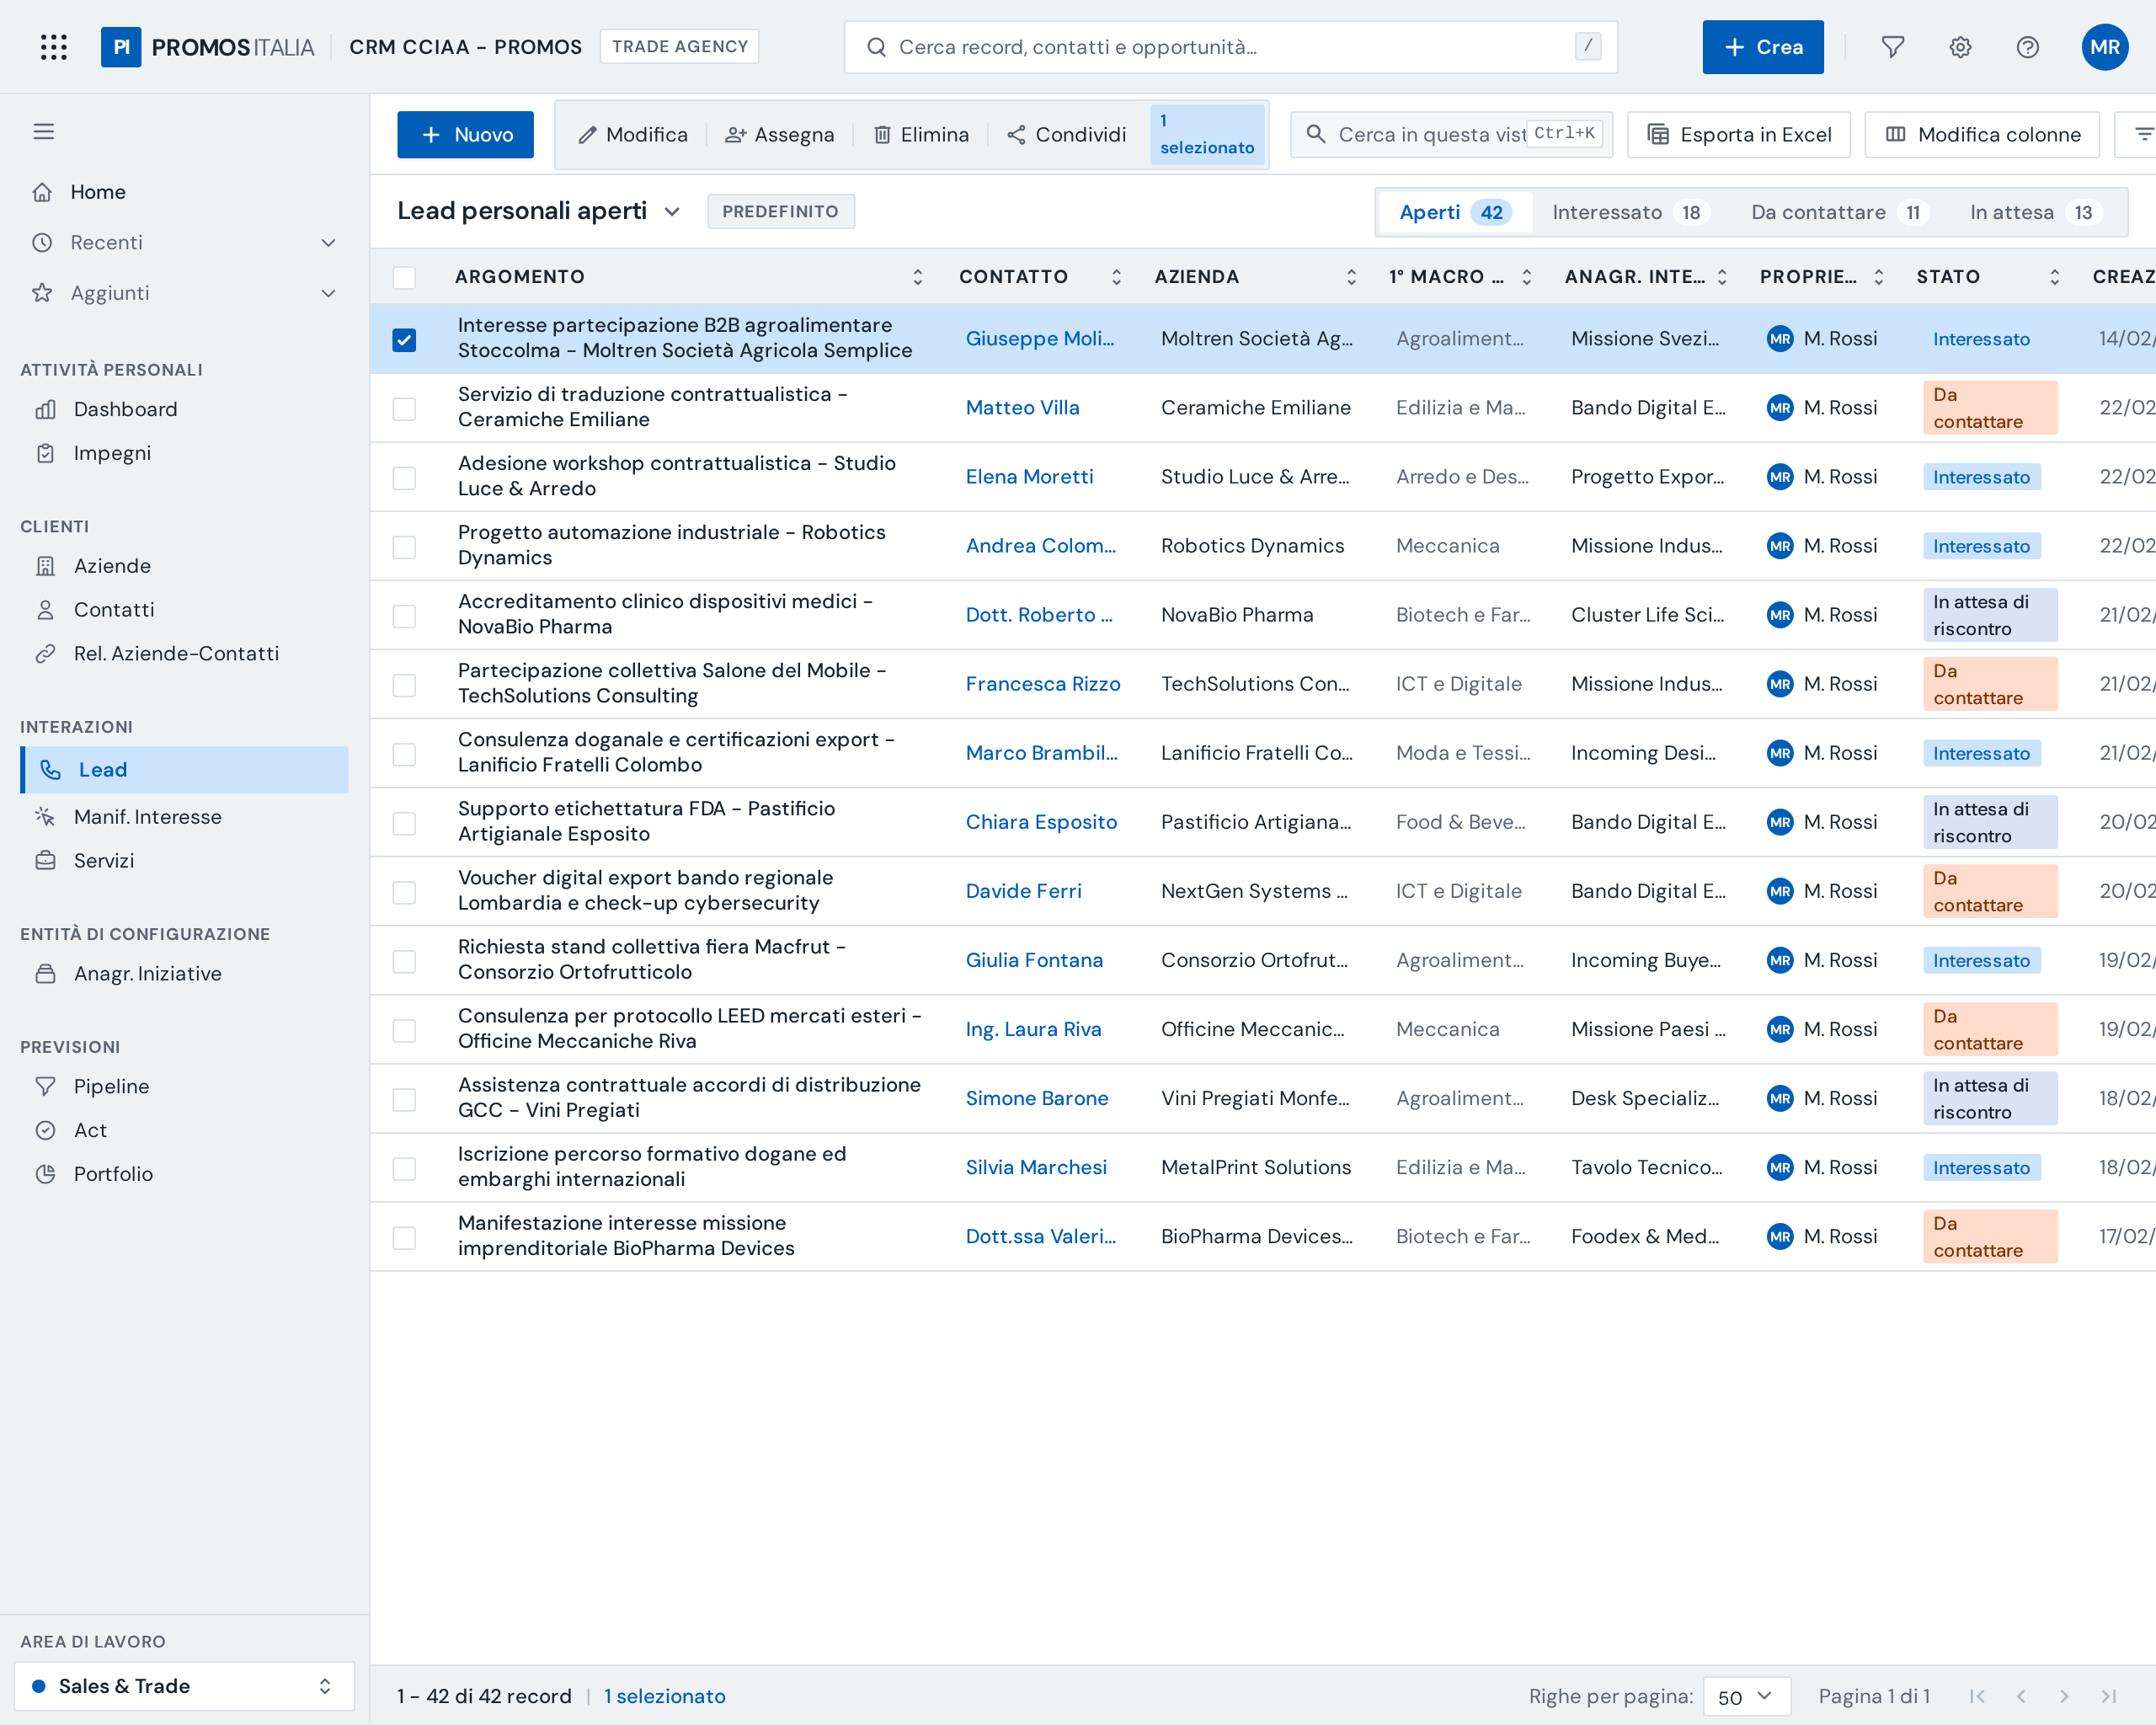 PI PROMOS ITALIA CRM CCIAA - PROMOS TRADE AGENCY Cerca record, contatti e opportunità... / + Crea MR
Home
Recenti
Aggiunti
ATTIVITÀ PERSONALI
Dashboard
Impegni
CLIENTI
Aziende
Contatti
Rel. Aziende-Contatti
INTERAZIONI
Lead
Manif. Interesse
Servizi
ENTITÀ DI CONFIGURAZIONE
Anagr. Iniziative
PREVISIONI
Pipeline
Act
Portfolio
AREA DI LAVORO
Sales & Trade
+ Nuovo Modifica Assegna Elimina Condividi 1 selezionato Cerca in questa vist Ctrl+K Esporta in Excel Modifica colonne
Lead personali aperti PREDEFINITO Aperti 42 Interessato 18 Da contattare 11 In attesa 13
ARGOMENTO CONTATTO AZIENDA 1° MACRO ... ANAGR. INTE... PROPRIE... STATO CREAZ
Interesse partecipazione B2B agroalimentare
Stoccolma - Moltren Società Agricola Semplice
Giuseppe Moli... Moltren Società Ag... Agroaliment... Missione Svezi... MR M. Rossi Interessato 14/02/
Servizio di traduzione contrattualistica -
Ceramiche Emiliane
Matteo Villa Ceramiche Emiliane Edilizia e Ma... Bando Digital E... MR M. Rossi Da contattare 22/02
Adesione workshop contrattualistica - Studio
Luce & Arredo
Elena Moretti Studio Luce & Arre... Arredo e Des... Progetto Expor... MR M. Rossi Interessato 22/02
Progetto automazione industriale - Robotics
Dynamics
Andrea Colom... Robotics Dynamics Meccanica Missione Indus... MR M. Rossi Interessato 22/02
Accreditamento clinico dispositivi medici -
NovaBio Pharma
Dott. Roberto ... NovaBio Pharma Biotech e Far... Cluster Life Sci... MR M. Rossi In attesa di riscontro 21/02/
Partecipazione collettiva Salone del Mobile -
TechSolutions Consulting
Francesca Rizzo TechSolutions Con... ICT e Digitale Missione Indus... MR M. Rossi Da contattare 21/02/
Consulenza doganale e certificazioni export -
Lanificio Fratelli Colombo
Marco Brambil... Lanificio Fratelli Co... Moda e Tessi... Incoming Desi... MR M. Rossi Interessato 21/02/
Supporto etichettatura FDA - Pastificio
Artigianale Esposito
Chiara Esposito Pastificio Artigiana... Food & Beve... Bando Digital E... MR M. Rossi In attesa di riscontro 20/02
Voucher digital export bando regionale
Lombardia e check-up cybersecurity
Davide Ferri NextGen Systems ... ICT e Digitale Bando Digital E... MR M. Rossi Da contattare 20/02
Richiesta stand collettiva fiera Macfrut -
Consorzio Ortofrutticolo
Giulia Fontana Consorzio Ortofrut... Agroaliment... Incoming Buye... MR M. Rossi Interessato 19/02/
Consulenza per protocollo LEED mercati esteri -
Officine Meccaniche Riva
Ing. Laura Riva Officine Meccanic... Meccanica Missione Paesi ... MR M. Rossi Da contattare 19/02/
Assistenza contrattuale accordi di distribuzione
GCC - Vini Pregiati
Simone Barone Vini Pregiati Monfe... Agroaliment... Desk Specializ... MR M. Rossi In attesa di riscontro 18/02/
Iscrizione percorso formativo dogane ed
embarghi internazionali
Silvia Marchesi MetalPrint Solutions Edilizia e Ma... Tavolo Tecnico... MR M. Rossi Interessato 18/02/
Manifestazione interesse missione
imprenditoriale BioPharma Devices
Dott.ssa Valeri... BioPharma Devices... Biotech e Far... Foodex & Med... MR M. Rossi Da contattare 17/02/
1 - 42 di 42 record | 1 selezionato Righe per pagina: 50 Pagina 1 di 1